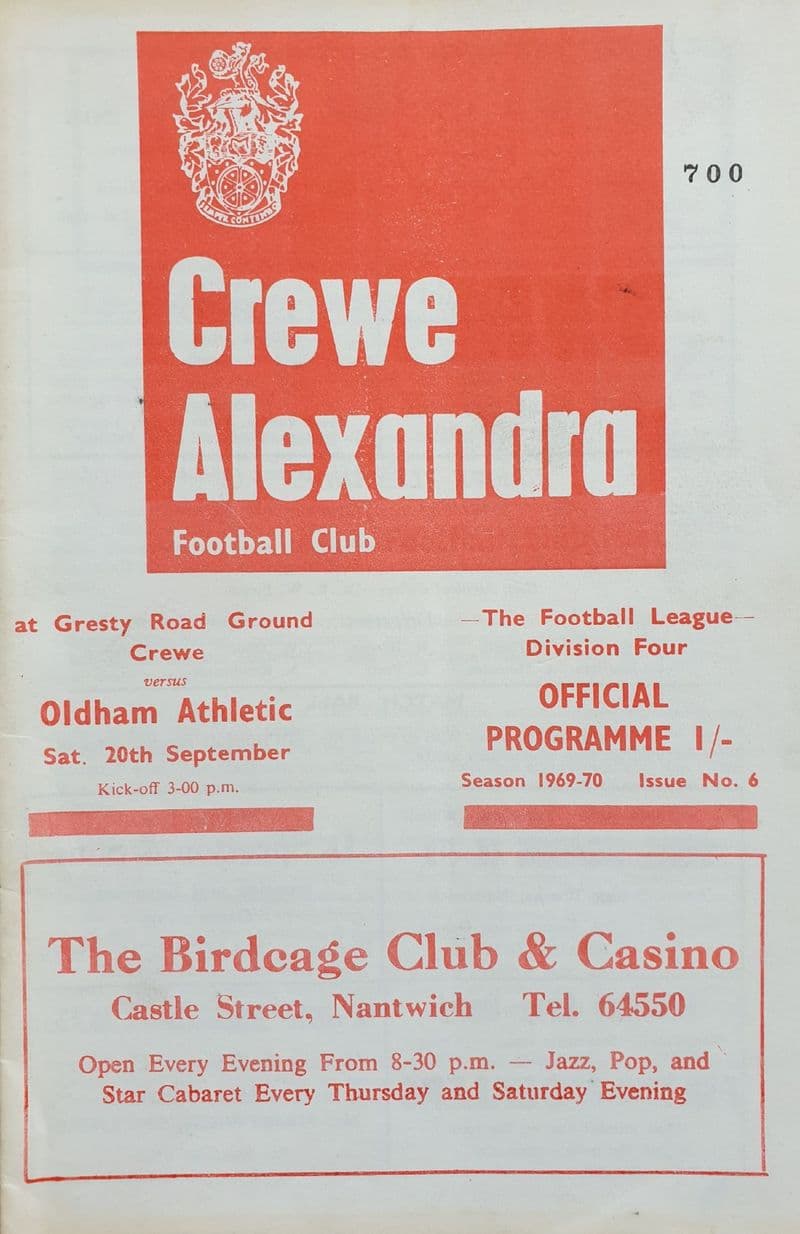 700
Crewe
Alexandra
Football Club
at Gresty Road Ground
Crewe
versus
Oldham Athletic
Sat. 20th September
Kick-off 3-00 p.m.
—The Football League—
Division Four
OFFICIAL
PROGRAMME 1/-
Season 1969-70 Issue No. 6
The Birdcage Club & Casino
Castle Street, Nantwich Tel. 64550
Open Every Evening From 8-30 p.m. — Jazz, Pop, and
Star Cabaret Every Thursday and Saturday Evening